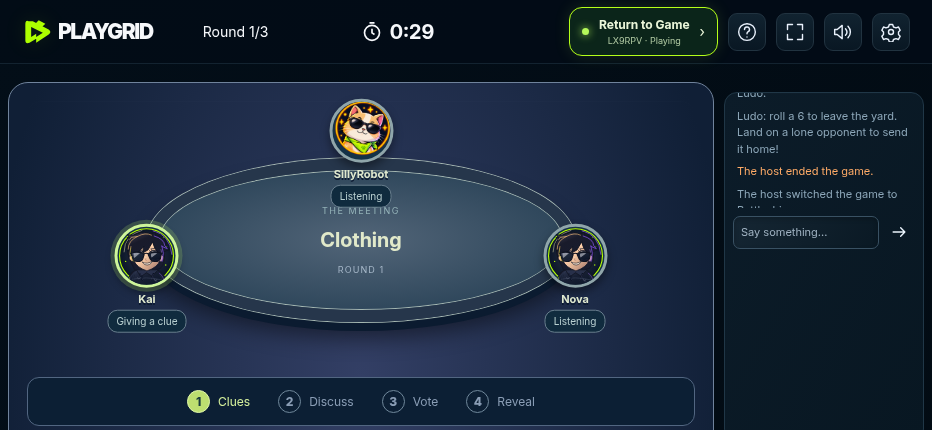 PLAYGRID
Round 1/3
0:29
Return to Game
LX9RPV · Playing
›
?
SillyRobot
Listening
THE MEETING
Clothing
ROUND 1
Kai
Giving a clue
Nova
Listening
1 Clues
2 Discuss
3 Vote
4 Reveal
Ludo.
Ludo: roll a 6 to leave the yard.
Land on a lone opponent to send
it home!
The host ended the game.
The host switched the game to
Say something...